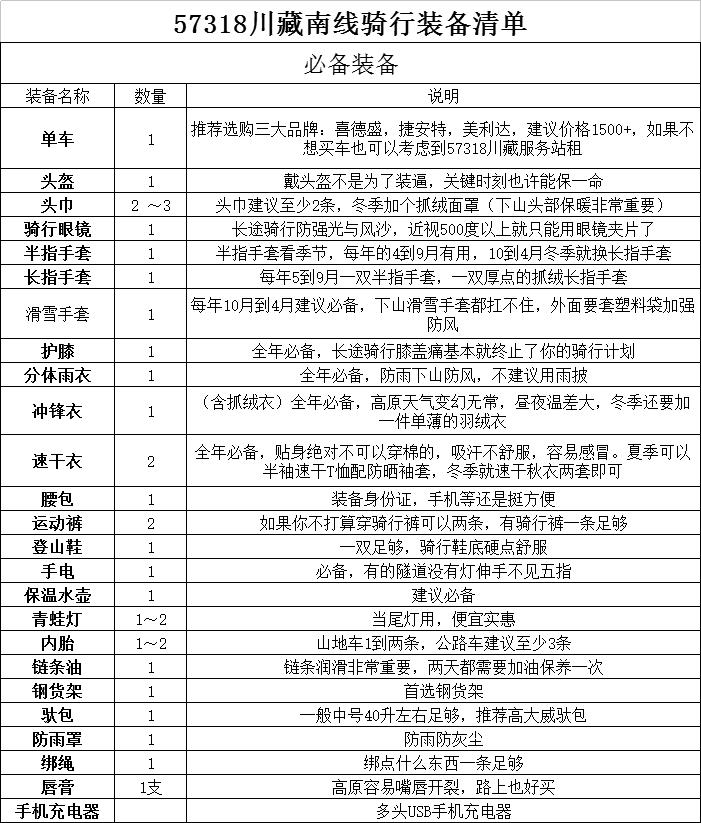 57318川藏南线骑行装备清单
必备装备
装备名称 数量 说明
单车 1 推荐选购三大品牌：喜德盛，捷安特，美利达，建议价格1500+，如果不
想买车也可以考虑到57318川藏服务站租
头盔 1 戴头盔不是为了装逼，关键时刻也许能保一命
头巾 2 ～3 头巾建议至少2条，冬季加个抓绒面罩（下山头部保暖非常重要）
骑行眼镜 1 长途骑行防强光与风沙，近视500度以上就只能用眼镜夹片了
半指手套 1 半指手套看季节，每年的4到9月有用，10到4月冬季就换长指手套
长指手套 1 每年5到9月一双半指手套，一双厚点的抓绒长指手套
滑雪手套 1 每年10月到4月建议必备，下山滑雪手套都扛不住，外面要套塑料袋加强
防风
护膝 1 全年必备，长途骑行膝盖痛基本就终止了你的骑行计划
分体雨衣 1 全年必备，防雨下山防风，不建议用雨披
冲锋衣 1 （含抓绒衣）全年必备，高原天气变幻无常，昼夜温差大，冬季还要加
一件单薄的羽绒衣
速干衣 2 全年必备，贴身绝对不可以穿棉的，吸汗不舒服，容易感冒。夏季可以
半袖速干T恤配防晒袖套，冬季就速干秋衣两套即可
腰包 1 装备身份证，手机等还是挺方便
运动裤 2 如果你不打算穿骑行裤可以两条，有骑行裤一条足够
登山鞋 1 一双足够，骑行鞋底硬点舒服
手电 1 必备，有的隧道没有灯伸手不见五指
保温水壶 1 建议必备
青蛙灯 1～2 当尾灯用，便宜实惠
内胎 1～2 山地车1到两条，公路车建议至少3条
链条油 1 链条润滑非常重要，两天都需要加油保养一次
钢货架 1 首选钢货架
驮包 1 一般中号40升左右足够，推荐高大威驮包
防雨罩 1 防雨防灰尘
绑绳 1 绑点什么东西一条足够
唇膏 1支 高原容易嘴唇开裂，路上也好买
手机充电器 多头USB手机充电器